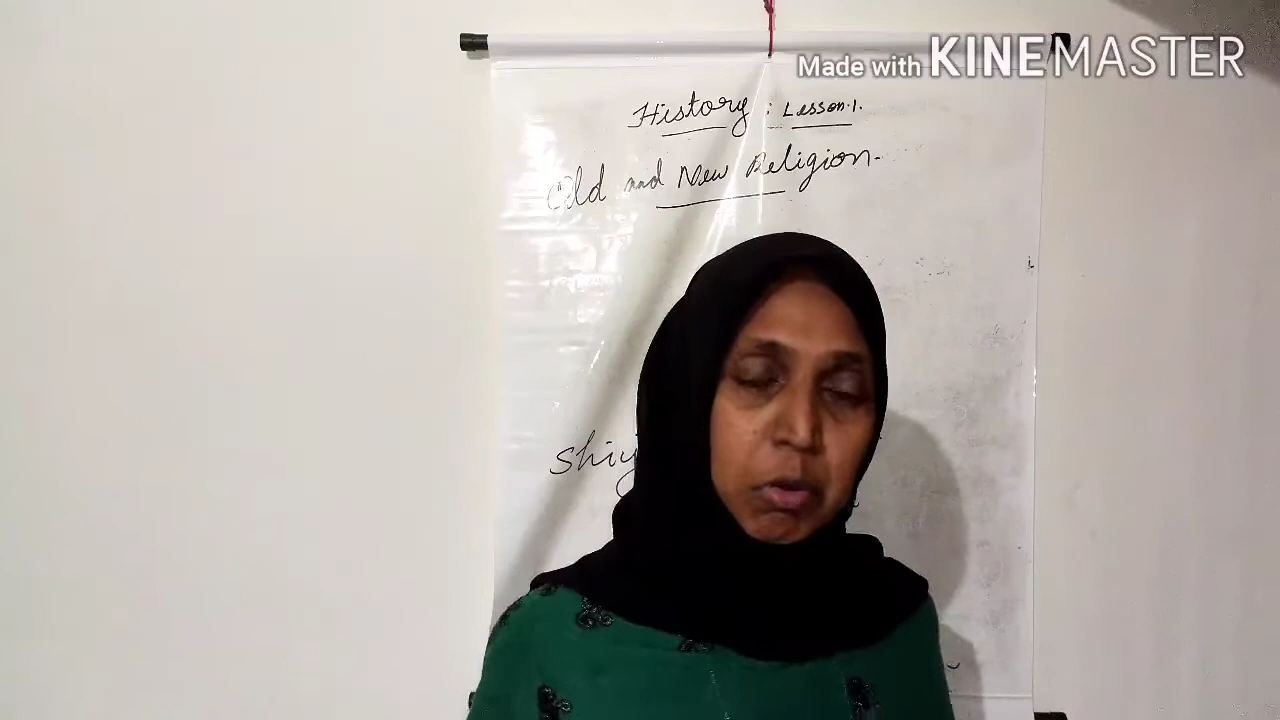 Made with KINEMASTER
History : Lesson.1.
Old and New Religion.